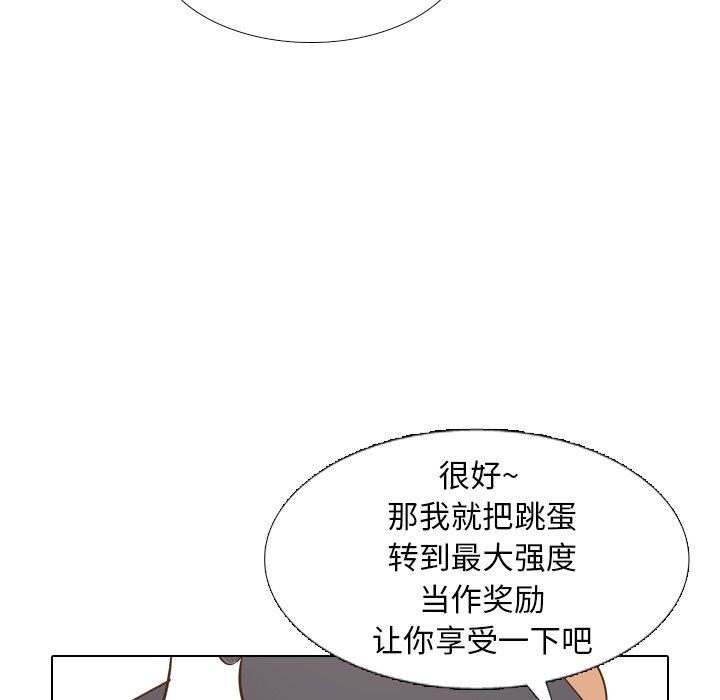 很好~
那我就把跳蛋
转到最大强度
当作奖励
让你享受一下吧